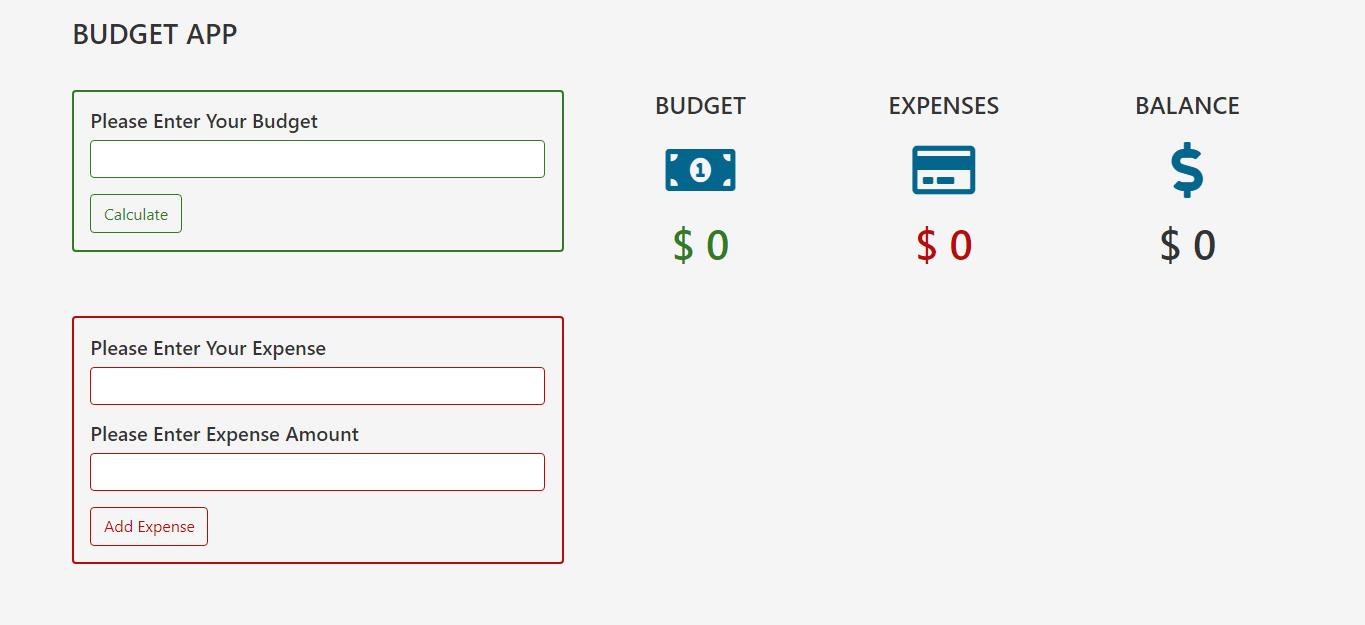 BUDGET APP
Please Enter Your Budget
Calculate
BUDGET
EXPENSES
BALANCE
1
$ 0
$ 0
$ 0
Please Enter Your Expense
Please Enter Expense Amount
Add Expense